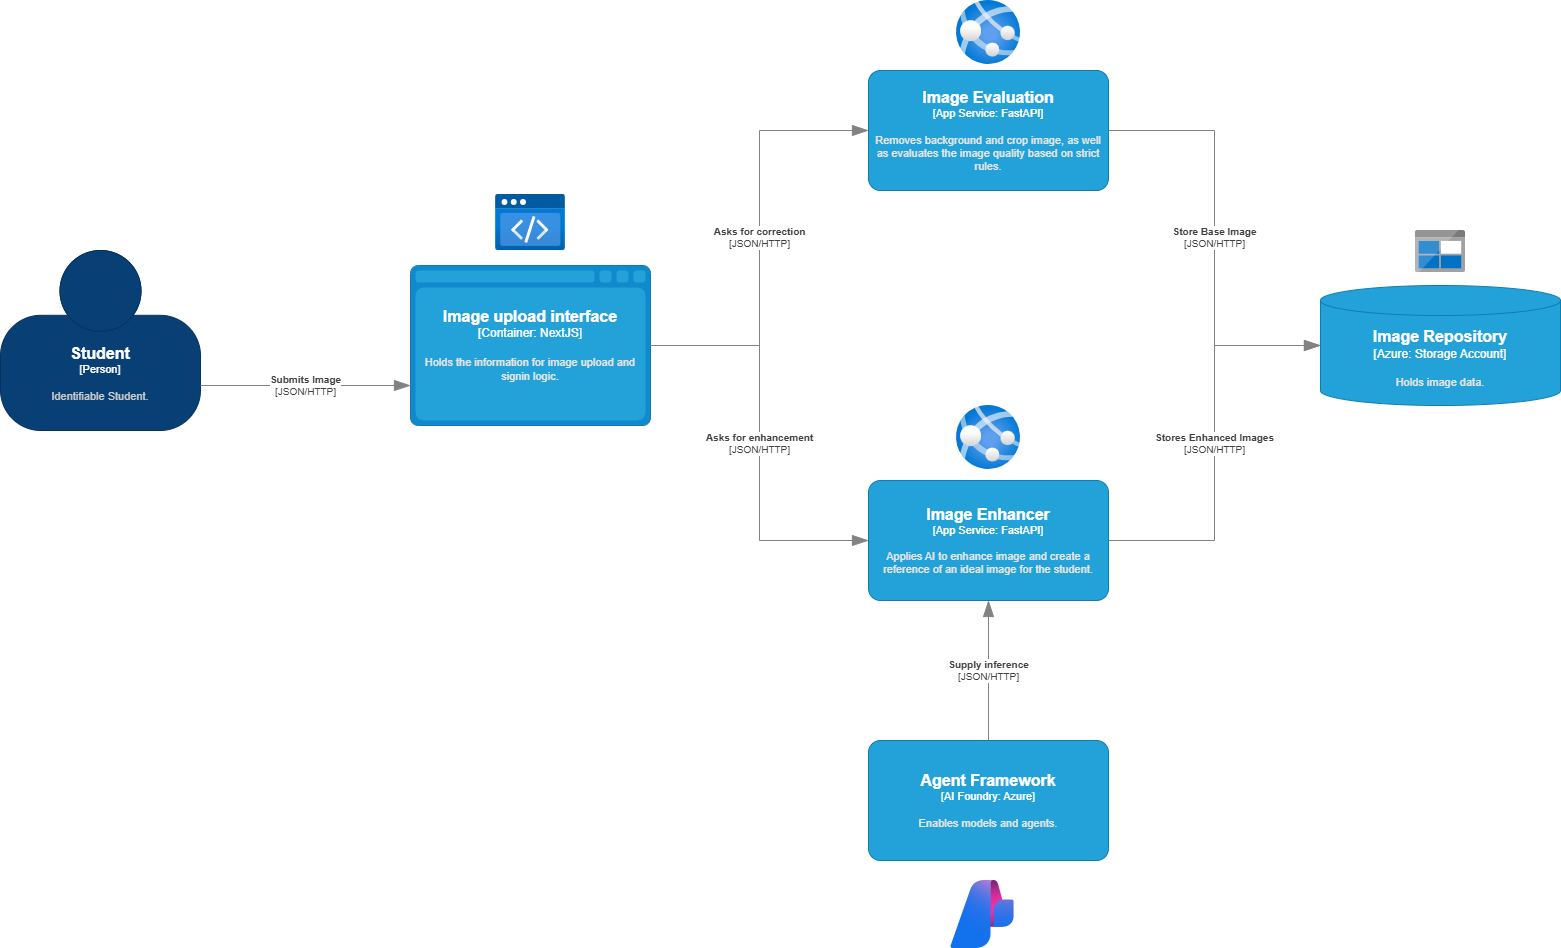 Image Evaluation
[App Service: FastAPI]
Removes background and crop image, as well
as evaluates the image quality based on strict
rules.
Asks for correction
[JSON/HTTP]
Store Base Image
[JSON/HTTP]
Student
[Person]
Identifiable Student.
Submits Image
[JSON/HTTP]
Image upload interface
[Container: NextJS]
Holds the information for image upload and
signin logic.
Image Repository
[Azure: Storage Account]
Holds image data.
Asks for enhancement
[JSON/HTTP]
Stores Enhanced Images
[JSON/HTTP]
Image Enhancer
[App Service: FastAPI]
Applies AI to enhance image and create a
reference of an ideal image for the student.
Supply inference
[JSON/HTTP]
Agent Framework
[AI Foundry: Azure]
Enables models and agents.